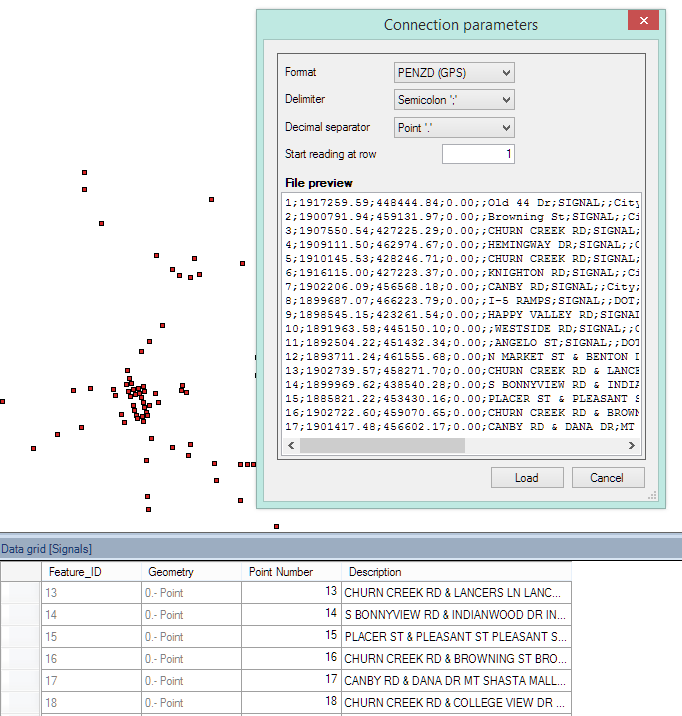 Connection parameters
Format PENZD (GPS)
Delimiter Semicolon ';'
Decimal separator Point '.'
Start reading at row 1
File preview
1;1917259.59;448444.84;0.00;;Old 44 Dr;SIGNAL;;City
2;1900791.94;459131.97;0.00;;Browning St;SIGNAL;;Ci
3;1907550.54;427225.29;0.00;;CHURN CREEK RD;SIGNAL;
4;1909111.50;462974.67;0.00;;HEMINGWAY DR;SIGNAL;;C
5;1910145.53;428246.71;0.00;;CHURN CREEK RD;SIGNAL;
6;1916115.00;427223.37;0.00;;KNIGHTON RD;SIGNAL;;Ci
7;1902206.09;456568.18;0.00;;CANBY RD;SIGNAL;;City,
8;1899687.07;466223.79;0.00;;I-5 RAMPS;SIGNAL;;DOT,
9;1898545.15;423261.54;0.00;;HAPPY VALLEY RD;SIGNAL
10;1891963.58;445150.10;0.00;;WESTSIDE RD;SIGNAL;;C
11;1892504.22;451432.34;0.00;;ANGELO ST;SIGNAL;;DOT
12;1893711.24;461555.68;0.00;N MARKET ST & BENTON D
13;1902739.57;458271.70;0.00;CHURN CREEK RD & LANCE
14;1899969.62;438540.28;0.00;S BONNYVIEW RD & INDIA
15;1885821.22;453430.16;0.00;PLACER ST & PLEASANT S
16;1902722.60;459070.65;0.00;CHURN CREEK RD & BROWN
17;1901417.48;456602.17;0.00;CANBY RD & DANA DR;MT
Load Cancel
Data grid [Signals]
Feature_ID Geometry Point Number Description
13 0.- Point 13 CHURN CREEK RD & LANCERS LN LANC...
14 0.- Point 14 S BONNYVIEW RD & INDIANWOOD DR IN...
15 0.- Point 15 PLACER ST & PLEASANT ST PLEASANT S...
16 0.- Point 16 CHURN CREEK RD & BROWNING ST BRO...
17 0.- Point 17 CANBY RD & DANA DR MT SHASTA MALL...
18 0.- Point 18 CHURN CREEK RD & COLLEGE VIEW DR ...